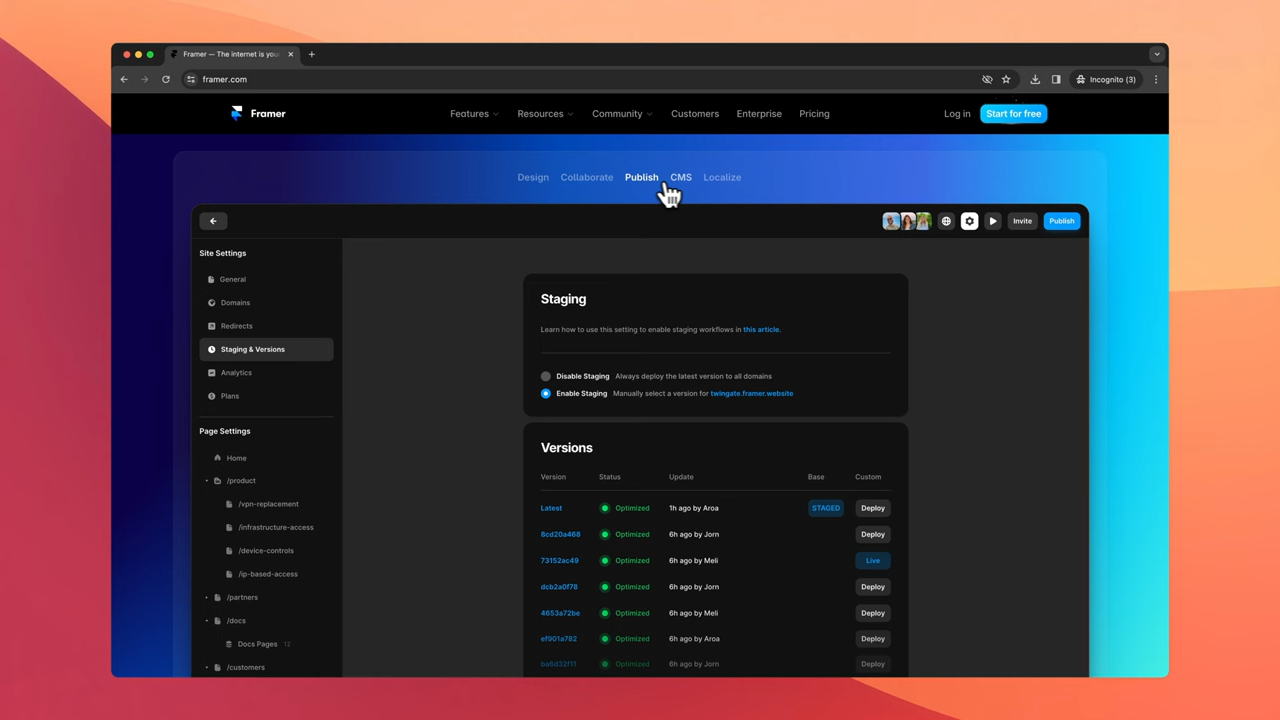 Framer — The internet is you
framer.com
Incognito (3)
Framer
Features
Resources
Community
Customers
Enterprise
Pricing
Log in
Start for free
Design
Collaborate
Publish
CMS
Localize
Invite
Publish
Site Settings
General
Domains
Redirects
Staging & Versions
Analytics
Plans
Page Settings
Home
/product
/vpn-replacement
/infrastructure-access
/device-controls
/ip-based-access
/partners
/docs
Docs Pages 12
/customers
Staging
Learn how to use this setting to enable staging workflows in this article.
Disable Staging Always deploy the latest version to all domains
Enable Staging Manually select a version for twingate.framer.website
Versions
Version Status Update Base Custom
Latest Optimized 1h ago by Aroa STAGED Deploy
8cd20a468 Optimized 6h ago by Jorn Deploy
73152ac49 Optimized 6h ago by Meli Live
dcb2a0f78 Optimized 6h ago by Jorn Deploy
4653a72be Optimized 6h ago by Meli Deploy
ef901a782 Optimized 6h ago by Aroa Deploy
ba6d32f11 Optimized 6h ago by Jorn Deploy